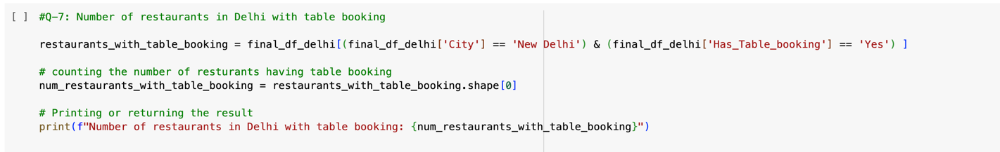 [ ] #Q-7: Number of restaurants in Delhi with table booking
restaurants_with_table_booking = final_df_delhi[(final_df_delhi['City'] == 'New Delhi') & (final_df_delhi['Has_Table_booking'] == 'Yes') ]
# counting the number of resturants having table booking
num_restaurants_with_table_booking = restaurants_with_table_booking.shape[0]
# Printing or returning the result
print(f"Number of restaurants in Delhi with table booking: {num_restaurants_with_table_booking}")